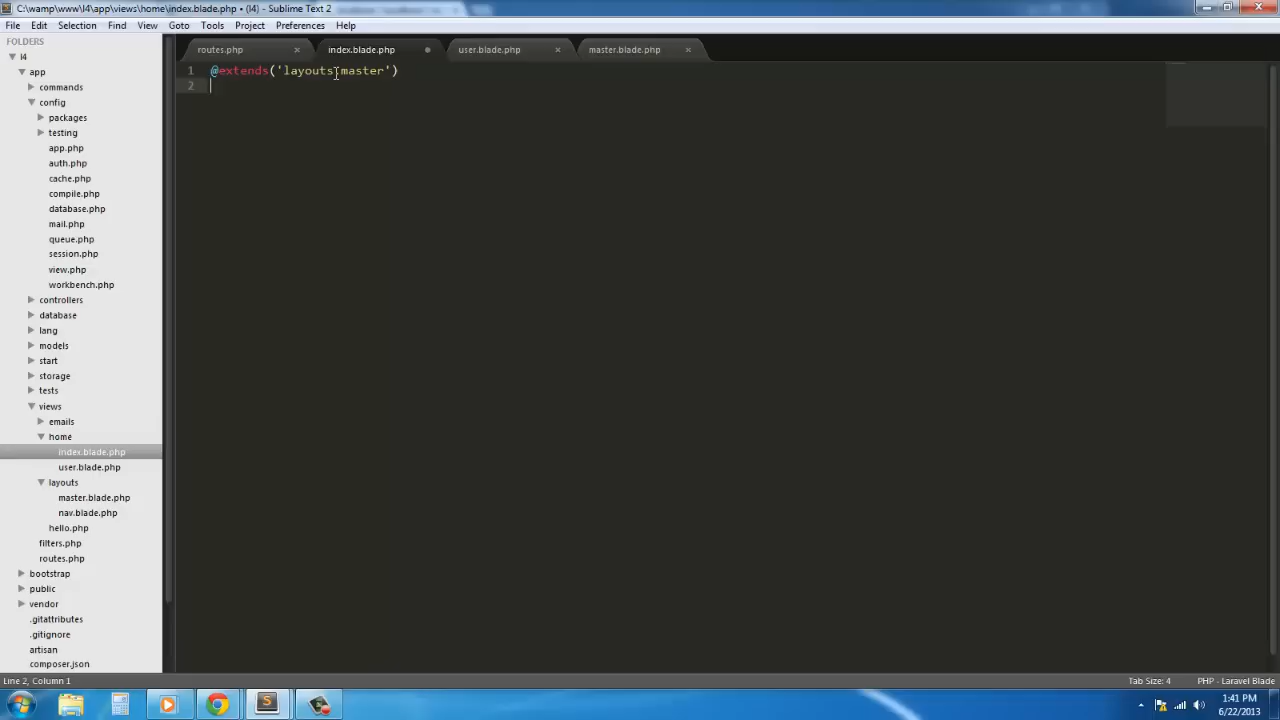 C:\wamp\www\l4\app\views\home\index.blade.php • (l4) - Sublime Text 2
File Edit Selection Find View Goto Tools Project Preferences Help
FOLDERS
l4
app
commands
config
packages
testing
app.php
auth.php
cache.php
compile.php
database.php
mail.php
queue.php
session.php
view.php
workbench.php
controllers
database
lang
models
start
storage
tests
views
emails
home
index.blade.php
user.blade.php
layouts
master.blade.php
nav.blade.php
hello.php
filters.php
routes.php
bootstrap
public
vendor
.gitattributes
.gitignore
artisan
composer.json
routes.php index.blade.php user.blade.php master.blade.php
1 @extends('layouts.master')
2
Line 2, Column 1 Tab Size: 4 PHP - Laravel Blade
1:41 PM
6/22/2013